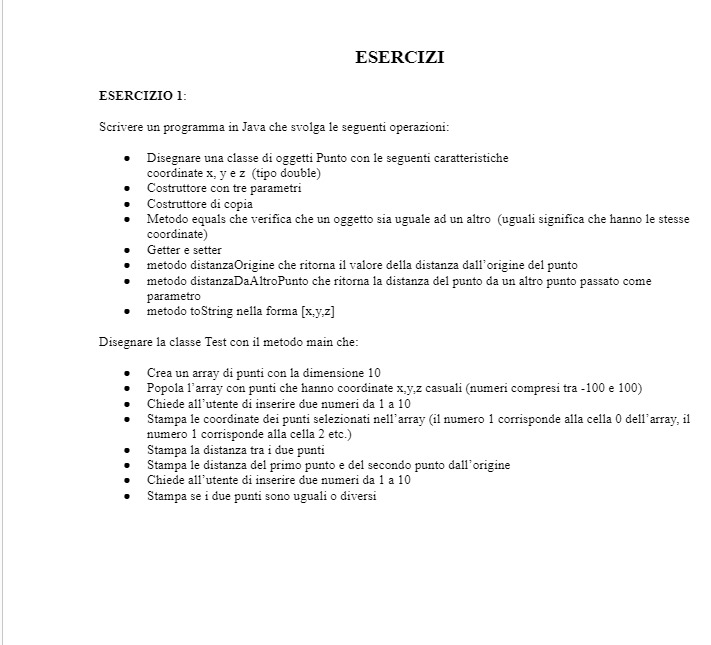 ESERCIZI
ESERCIZIO 1:
Scrivere un programma in Java che svolga le seguenti operazioni:
● Disegnare una classe di oggetti Punto con le seguenti caratteristiche
coordinate x, y e z (tipo double)
● Costruttore con tre parametri
● Costruttore di copia
● Metodo equals che verifica che un oggetto sia uguale ad un altro (uguali significa che hanno le stesse
coordinate)
● Getter e setter
● metodo distanzaOrigine che ritorna il valore della distanza dall'origine del punto
● metodo distanzaDaAltroPunto che ritorna la distanza del punto da un altro punto passato come
parametro
● metodo toString nella forma [x,y,z]
Disegnare la classe Test con il metodo main che:
● Crea un array di punti con la dimensione 10
● Popola l'array con punti che hanno coordinate x,y,z casuali (numeri compresi tra -100 e 100)
● Chiede all'utente di inserire due numeri da 1 a 10
● Stampa le coordinate dei punti selezionati nell'array (il numero 1 corrisponde alla cella 0 dell'array, il
numero 1 corrisponde alla cella 2 etc.)
● Stampa la distanza tra i due punti
● Stampa le distanza del primo punto e del secondo punto dall'origine
● Chiede all'utente di inserire due numeri da 1 a 10
● Stampa se i due punti sono uguali o diversi